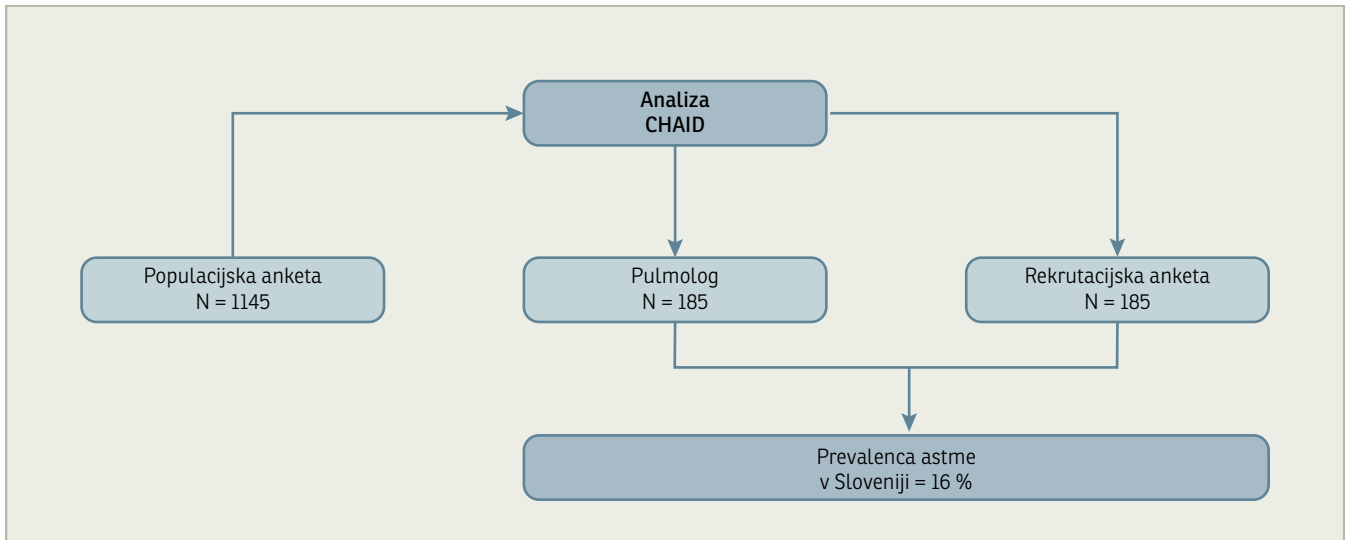 Analiza
CHAID
Populacijska anketa
N = 1145
Pulmolog
N = 185
Rekrutacijska anketa
N = 185
Prevalenca astme
v Sloveniji = 16 %